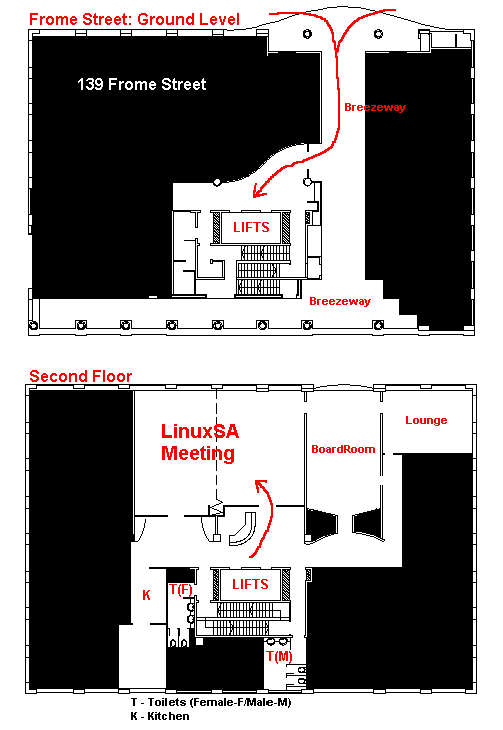 Frome Street: Ground Level
139 Frome Street
Breezeway
LIFTS
Breezeway
Second Floor
LinuxSA
Meeting
BoardRoom
Lounge
K
T(F)
LIFTS
T(M)
T - Toilets (Female-F/Male-M)
K - Kitchen